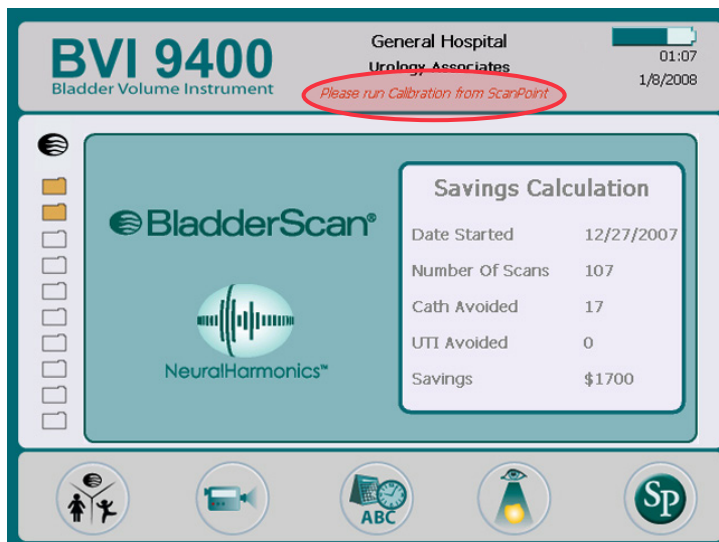 BVI 9400
Bladder Volume Instrument
General Hospital
Urology Associates
Please run Calibration from ScanPoint
01:07
1/8/2008
BladderScan®
NeuralHarmonics™
Savings Calculation
Date Started 12/27/2007
Number Of Scans 107
Cath Avoided 17
UTI Avoided 0
Savings $1700
ABC
SP